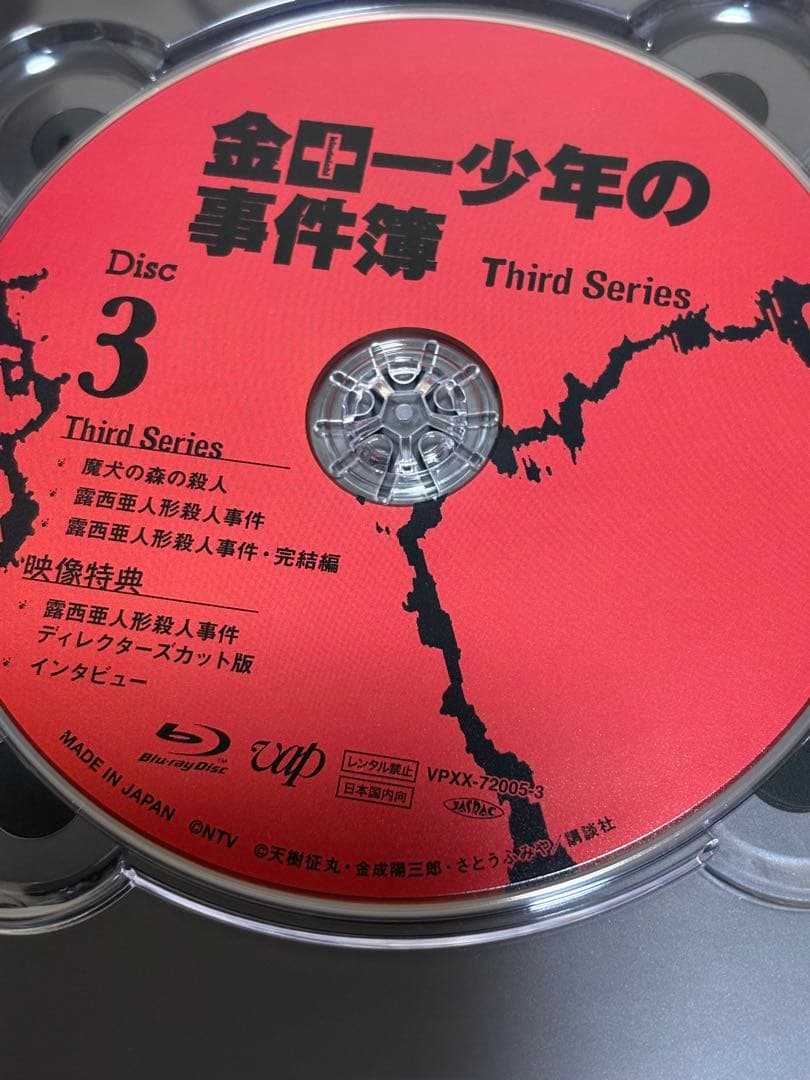 金田一少年の
事件簿
Third Series
Disc
3
Third Series
魔犬の森の殺人
露西亜人形殺人事件
露西亜人形殺人事件・完結編
映像特典
露西亜人形殺人事件
ディレクターズカット版
インタビュー
Blu-ray Disc™
vap
レンタル禁止
日本国内向
VPXX-72005-3
JASRAC
MADE IN JAPAN
©NTV
©天樹征丸・金成陽三郎・さとうふみや/講談社